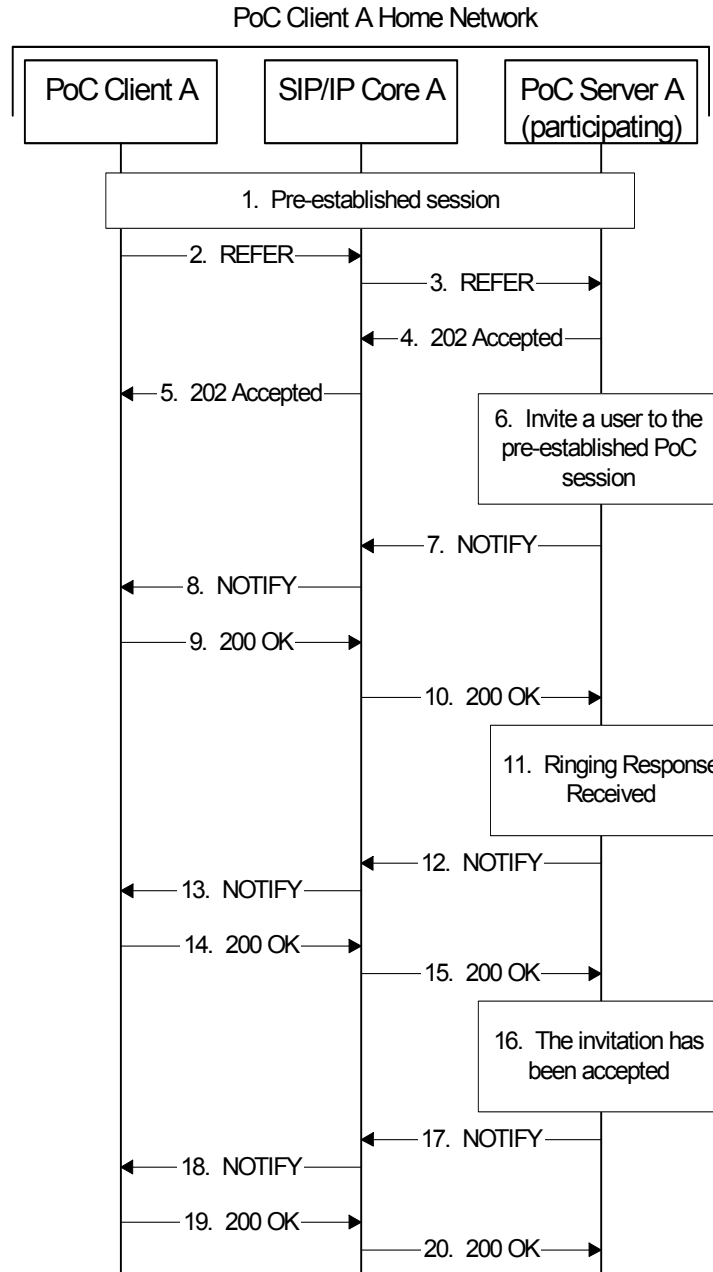 PoC Client A Home Network
PoC Client A
SIP/IP Core A
PoC Server A
(participating)
1. Pre-established session
2. REFER
3. REFER
4. 202 Accepted
5. 202 Accepted
6. Invite a user to the
pre-established PoC
session
7. NOTIFY
8. NOTIFY
9. 200 OK
10. 200 OK
11. Ringing Response
Received
12. NOTIFY
13. NOTIFY
14. 200 OK
15. 200 OK
16. The invitation has
been accepted
17. NOTIFY
18. NOTIFY
19. 200 OK
20. 200 OK